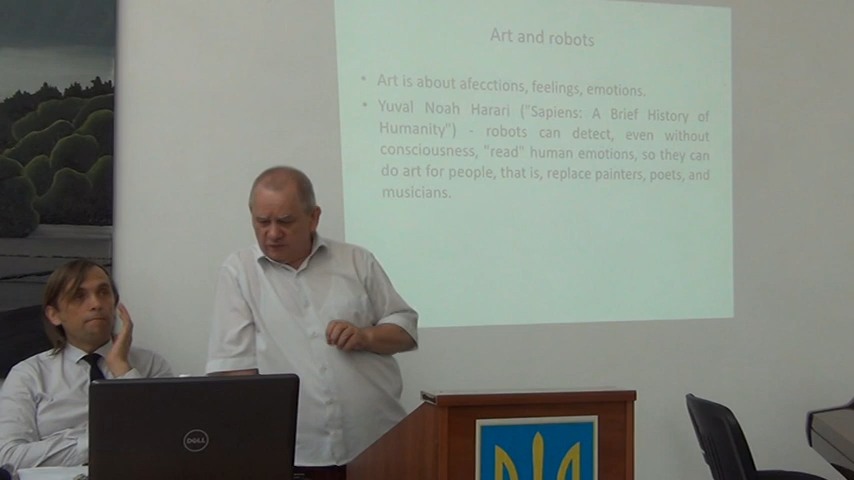 Art and robots
• Art is about afecctions, feelings, emotions.
• Yuval Noah Harari ("Sapiens: A Brief History of
Humanity") - robots can detect, even without
consciousness, "read" human emotions, so they can
do art for people, that is, replace painters, poets, and
musicians.
DELL